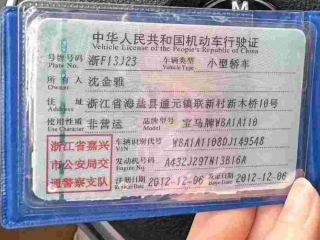 中华人民共和国机动车行驶证
Vehicle License of the People's Republic of China
号牌号码 浙F13J23 车辆类型 小型轿车
Plate No. Vehicle Type
所有人 沈金雅
Owner
住址 浙江省海盐县通元镇联新村新木桥10号
Address
使用性质 非营运 品牌型号 宝马牌WBA1A110
Use Character Model
浙江省嘉兴 车辆识别代号 WBA1A1108DJ149548
VIN
市公安局交 发动机号码 A432J297N13B16A
Engine No.
通警察支队 注册日期 2012-12-06 发证日期 2012-12-06
Register Date Issue Date